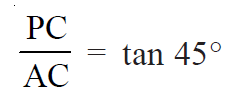 PC/AC = tan 45°